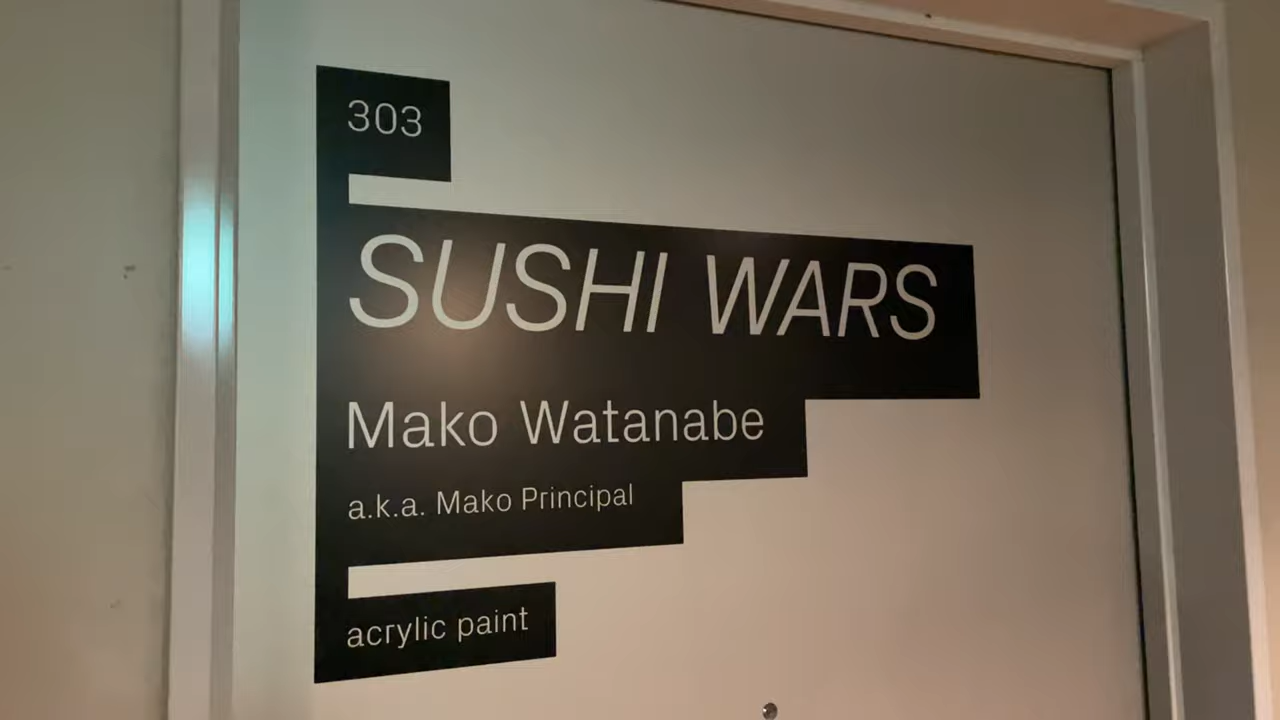 303
SUSHI WARS
Mako Watanabe
a.k.a. Mako Principal
acrylic paint